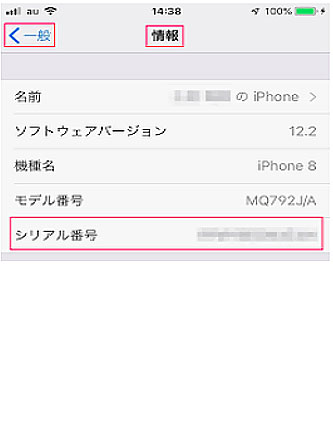 au 14:38 100%
一般 情報
名前 の iPhone
ソフトウェアバージョン 12.2
機種名 iPhone 8
モデル番号 MQ792J/A
シリアル番号